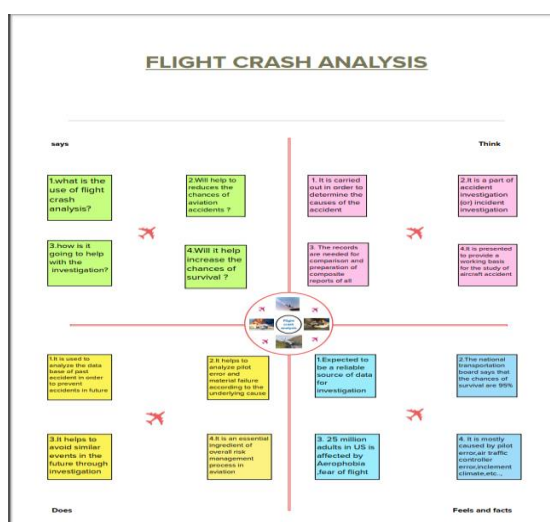 FLIGHT CRASH ANALYSIS
says
Think
1.what is the
use of flight
crash
analysis?
2.Will help to
reduces the
chances of
aviation
accidents ?
3.how is it
going to help
with the
investigation?
4.Will it help
increase the
chances of
survival ?
1. It is carried
out in order to
determine the
causes of the
accident
2.It is a part of
accident
investigation
(or) incident
investigation
3. The records
are needed for
comparison and
preparation of
composite
reports of all
4.It is presented
to provide a
working basis
for the study of
aircraft accident
Flight
crash
analysis
1.It is used to
analyze the data
base of past
accident in order
to prevent
accidents in future
2.It helps to
analyze pilot
error and
material failure
according to the
underlying cause
3.It helps to
avoid similar
events in the
future through
investigation
4.It is an essential
ingredient of
overall risk
management
process in
aviation
1.Expected to
be a reliable
source of data
for
investigation
2.The national
transportation
board says that
the chances of
survival are 95%
3. 25 million
adults in US is
affected by
Aerophobia
,fear of flight
4. It is mostly
caused by pilot
error,air traffic
controller
error,inclement
climate,etc..,
Does
Feels and facts